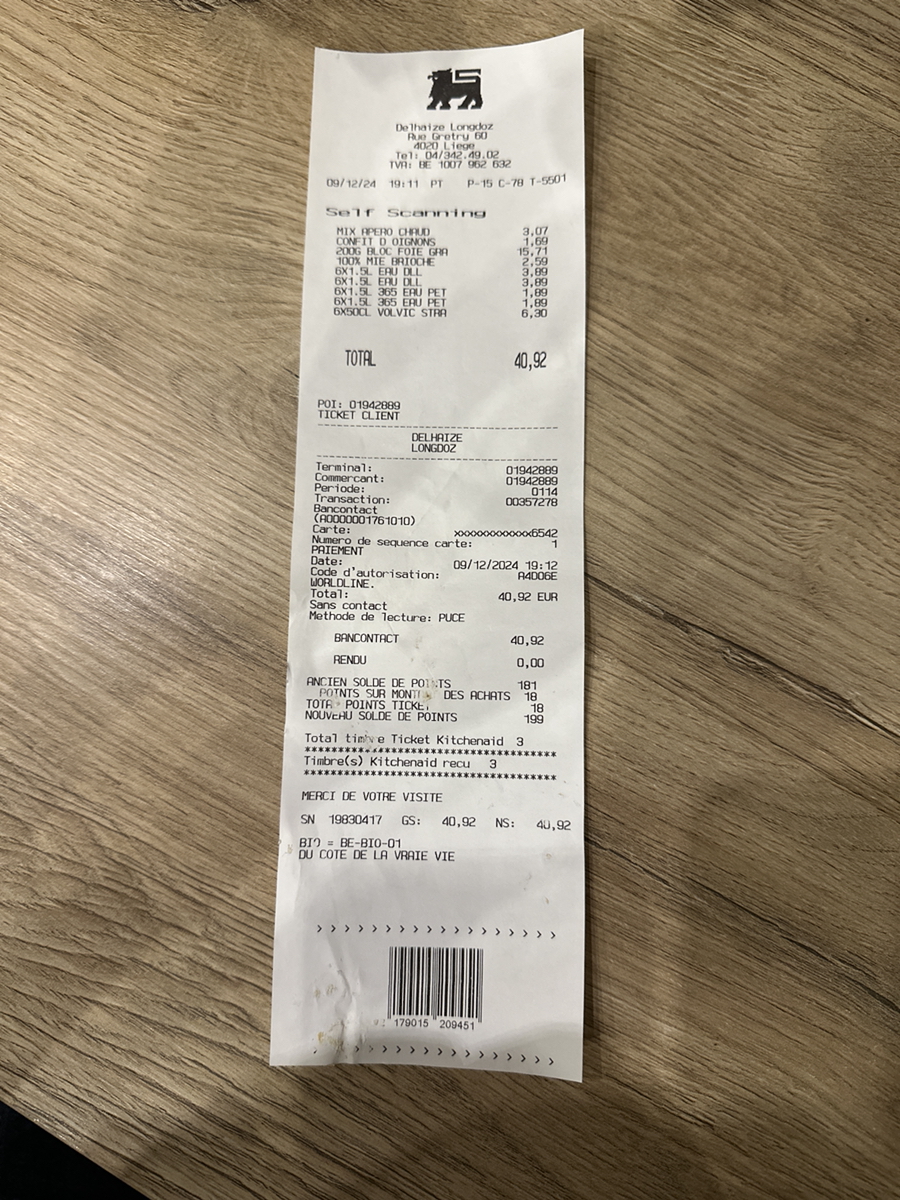 Delhaize Longdoz
Rue Gretry 60
4020 Liege
Tel: 04/342.49.02
TVA: BE 1007 962 632
09/12/24 19:11 PT P-15 C-78 T-5501
Self Scanning
MIX APERO CHAUD 3,07
CONFIT D OIGNONS 1,69
200G BLOC FOIE GRA 15,71
100% MIE BRIOCHE 2,59
6X1.5L EAU DLL 3,89
6X1.5L EAU DLL 3,89
6X1.5L 365 EAU PET 1,89
6X1.5L 365 EAU PET 1,89
6X50CL VOLVIC STRA 6,30
TOTAL 40,92
POI: 01942889
TICKET CLIENT
DELHAIZE
LONGDOZ
Terminal: 01942889
Commercant: 01942889
Periode: 0114
Transaction: 00357278
Bancontact
(A0000001761010)
Carte: xxxxxxxxxxxxx6542
Numero de sequence carte: 1
PAIEMENT
Date: 09/12/2024 19:12
Code d'autorisation: A4D06E
WORLDLINE.
Total: 40,92 EUR
Sans contact
Methode de lecture: PUCE
BANCONTACT 40,92
RENDU 0,00
ANCIEN SOLDE DE POINTS 181
POINTS SUR MONTANT DES ACHATS 18
TOTAL POINTS TICKET 18
NOUVEAU SOLDE DE POINTS 199
Total timbre Ticket Kitchenaid 3
****************************************
Timbre(s) Kitchenaid recu 3
****************************************
MERCI DE VOTRE VISITE
SN 19830417 GS: 40,92 NS: 40,92
BIO = BE-BIO-01
DU COTE DE LA VRAIE VIE
179015 209451